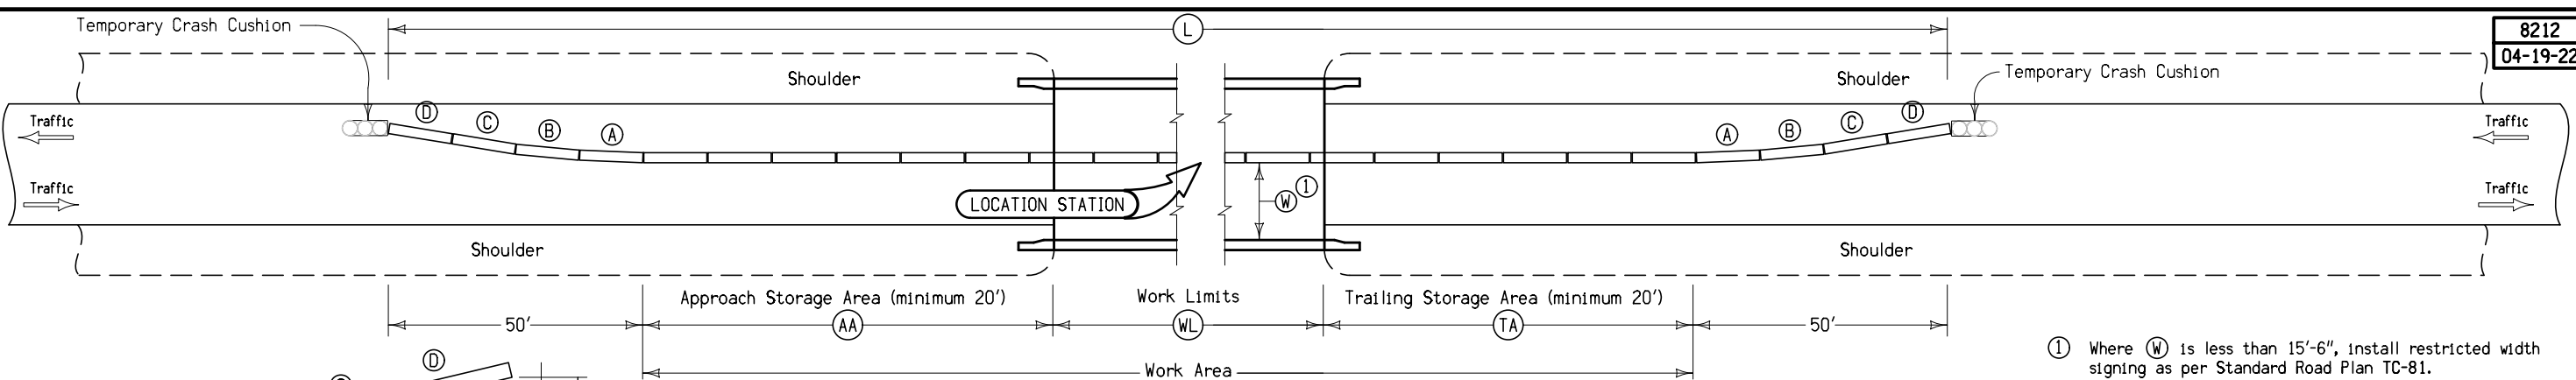 Temporary Crash Cushion
L
8212
04-19-22
Shoulder
Shoulder
Temporary Crash Cushion
D
C
B
A
A
B
C
D
Traffic
Traffic
Traffic
Traffic
LOCATION STATION
W
1
Shoulder
Shoulder
Approach Storage Area (minimum 20')
Work Limits
Trailing Storage Area (minimum 20')
50'
AA
WL
TA
50'
Work Area
D
1 Where W is less than 15'-6", install restricted width
signing as per Standard Road Plan TC-81.